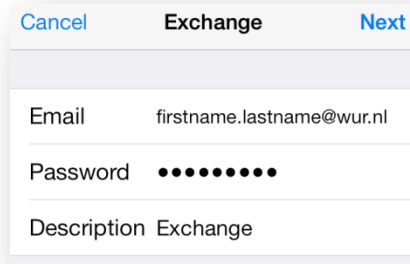 Cancel Exchange Next
Email firstname.lastname@wur.nl
Password ●●●●●●●●●
Description Exchange